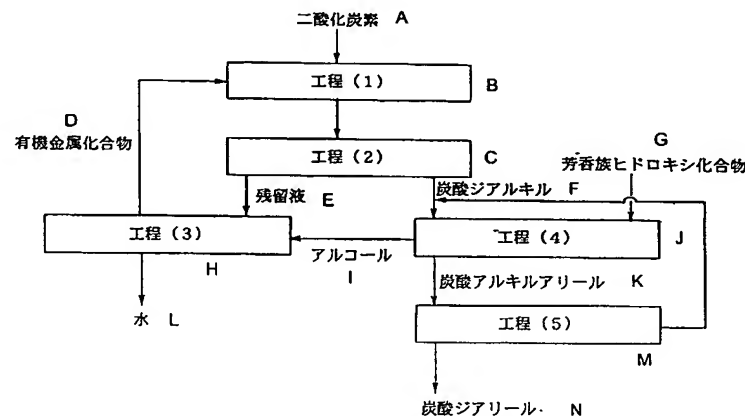 二酸化炭素 A
工程(1) B
D
有機金属化合物
工程(2) C
G
芳香族ヒドロキシ化合物
残留液 E
炭酸ジアルキル F
工程(3)
H
アルコール
I
工程(4) J
炭酸アルキルアリール K
水 L
工程(5)
M
炭酸ジアリール. N